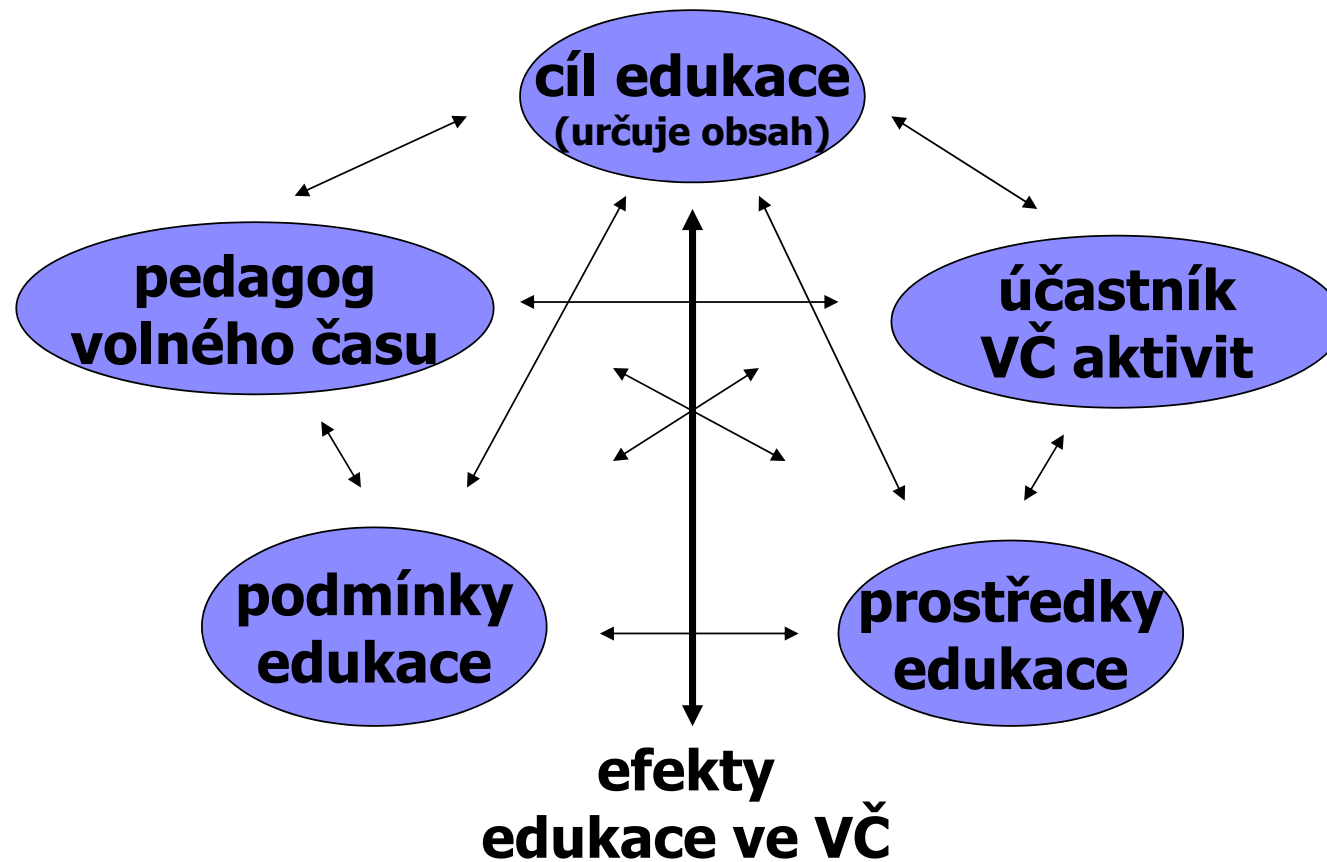 cíl edukace
(určuje obsah)
pedagog
volného času
účastník
VČ aktivit
podmínky
edukace
prostředky
edukace
efekty
edukace ve VČ